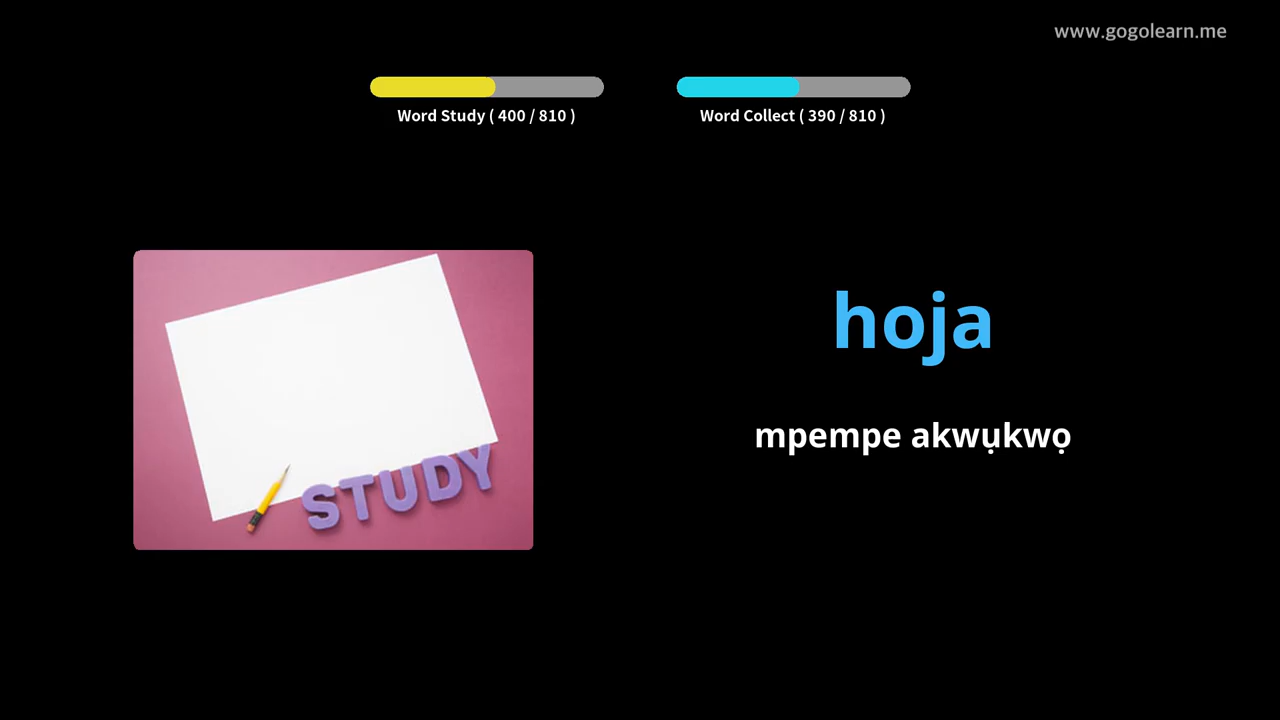 www.gogolearn.me
Word Study ( 400 / 810 )
Word Collect ( 390 / 810 )
hoja
mpempe akwụkwọ
STUDY